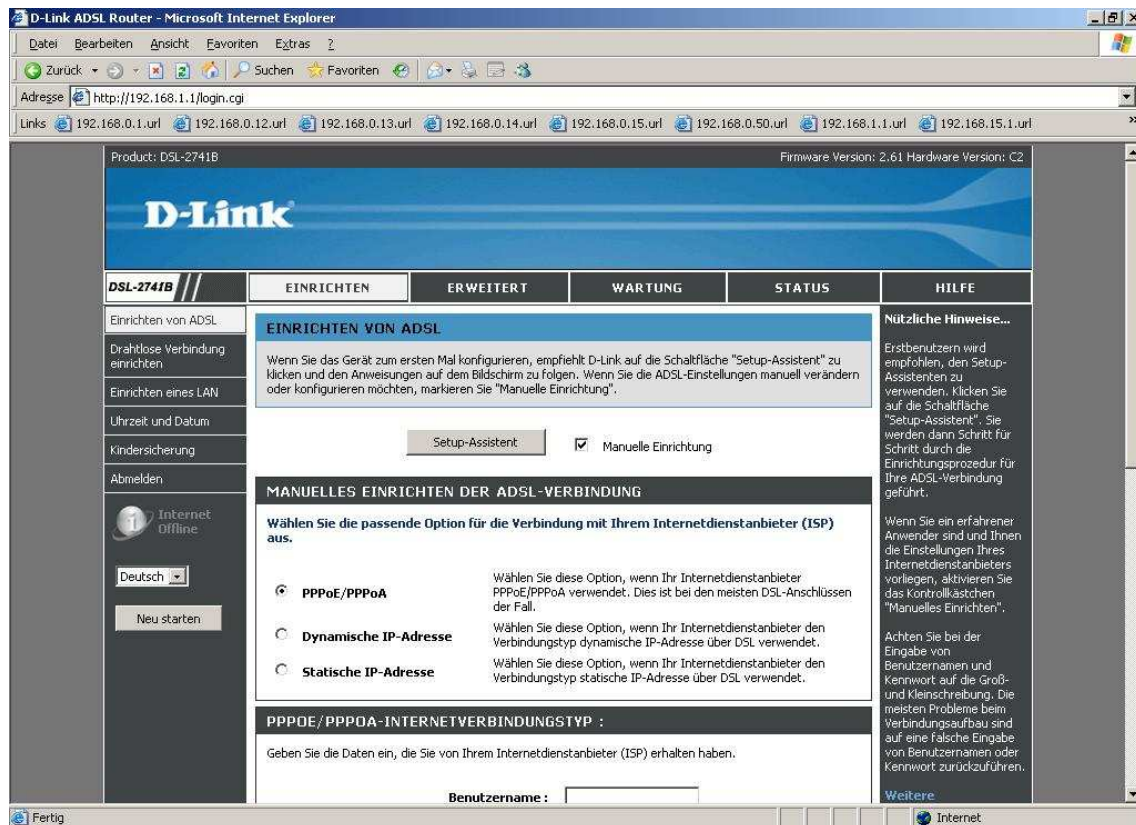 D-Link ADSL Router - Microsoft Internet Explorer
Datei Bearbeiten Ansicht Favoriten Extras ?
Zurück Suchen Favoriten
Adresse http://192.168.1.1/login.cgi
Links 192.168.0.1.url 192.168.0.12.url 192.168.0.13.url 192.168.0.14.url 192.168.0.15.url 192.168.0.50.url 192.168.1.1.url 192.168.15.1.url »
Product: DSL-2741B Firmware Version: 2.61 Hardware Version: C2
D-Link
DSL-2741B EINRICHTEN ERWEITERT WARTUNG STATUS HILFE
Einrichten von ADSL
Drahtlose Verbindung
einrichten
Einrichten eines LAN
Uhrzeit und Datum
Kindersicherung
Abmelden
Internet
Offline
Deutsch
Neu starten
EINRICHTEN VON ADSL
Wenn Sie das Gerät zum ersten Mal konfigurieren, empfiehlt D-Link auf die Schaltfläche "Setup-Assistent" zu
klicken und den Anweisungen auf dem Bildschirm zu folgen. Wenn Sie die ADSL-Einstellungen manuell verändern
oder konfigurieren möchten, markieren Sie "Manuelle Einrichtung".
Setup-Assistent Manuelle Einrichtung
MANUELLES EINRICHTEN DER ADSL-VERBINDUNG
Wählen Sie die passende Option für die Verbindung mit Ihrem Internetdienstanbieter (ISP)
aus.
PPPoE/PPPoA
Wählen Sie diese Option, wenn Ihr Internetdienstanbieter
PPPoE/PPPoA verwendet. Dies ist bei den meisten DSL-Anschlüssen
der Fall.
Dynamische IP-Adresse
Wählen Sie diese Option, wenn Ihr Internetdienstanbieter den
Verbindungstyp dynamische IP-Adresse über DSL verwendet.
Statische IP-Adresse
Wählen Sie diese Option, wenn Ihr Internetdienstanbieter den
Verbindungstyp statische IP-Adresse über DSL verwendet.
PPPOE/PPPOA-INTERNETVERBINDUNGSTYP :
Geben Sie die Daten ein, die Sie von Ihrem Internetdienstanbieter (ISP) erhalten haben.
Benutzername :
Nützliche Hinweise...
Erstbenutzern wird
empfohlen, den Setup-
Assistenten zu
verwenden. Klicken Sie
auf die Schaltfläche
"Setup-Assistent". Sie
werden dann Schritt für
Schritt durch die
Einrichtungsprozedur für
Ihre ADSL-Verbindung
geführt.
Wenn Sie ein erfahrener
Anwender sind und Ihnen
die Einstellungen Ihres
Internetdienstanbieters
vorliegen, aktivieren Sie
das Kontrollkästchen
"Manuelles Einrichten".
Achten Sie bei der
Eingabe von
Benutzernamen und
Kennwort auf die Groß-
und Kleinschreibung. Die
meisten Probleme beim
Verbindungsaufbau sind
auf eine falsche Eingabe
von Benutzernamen oder
Kennwort zurückzuführen.
Weitere
Fertig Internet